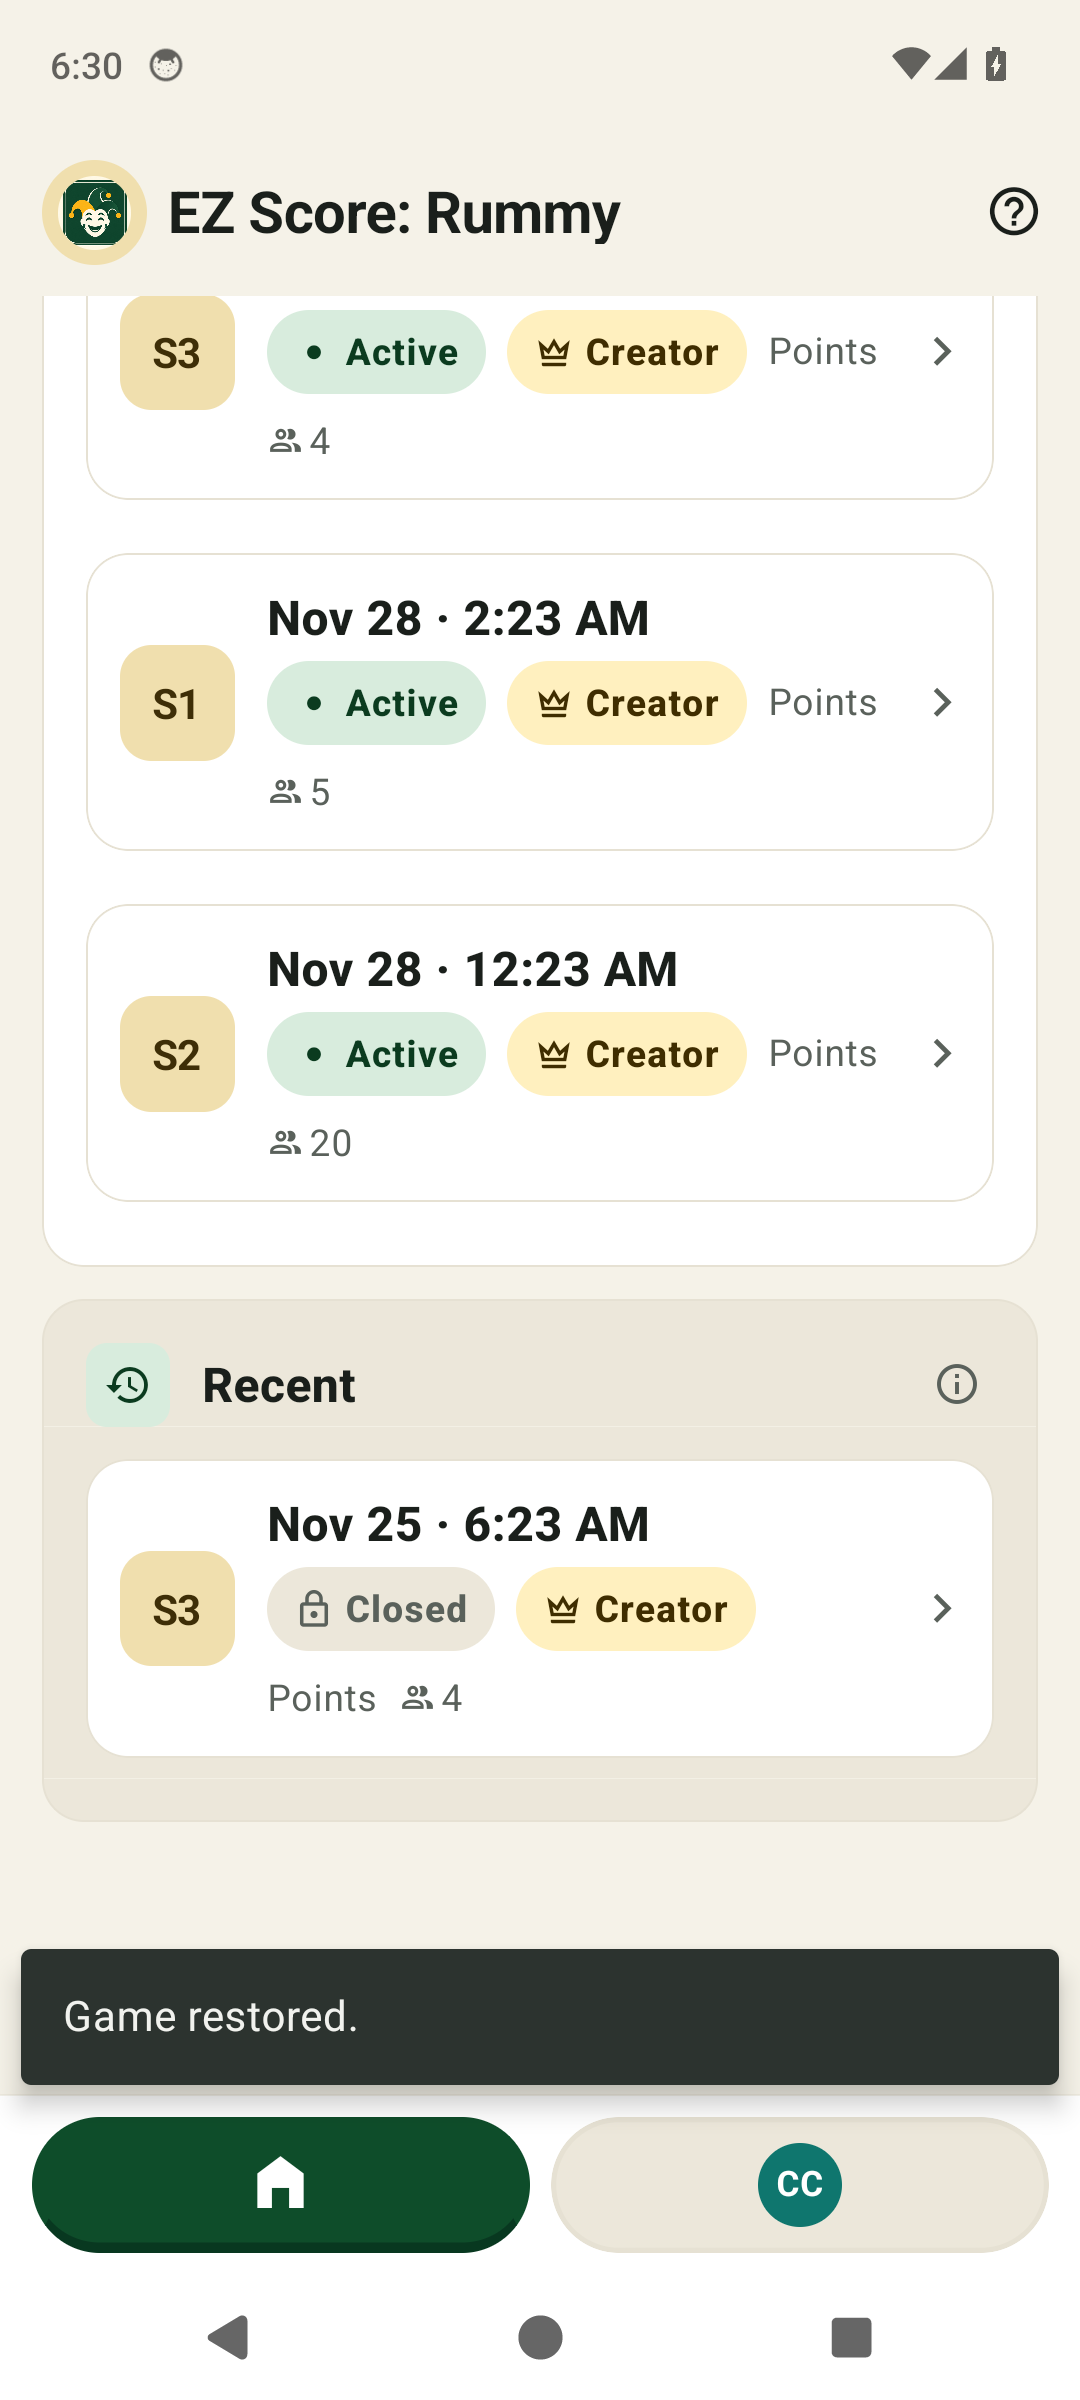 6:30
EZ Score: Rummy
S3
Active
Creator
Points
4
Nov 28 · 2:23 AM
S1
Active
Creator
Points
5
Nov 28 · 12:23 AM
S2
Active
Creator
Points
20
Recent
Nov 25 · 6:23 AM
S3
Closed
Creator
Points
4
Game restored.
CC